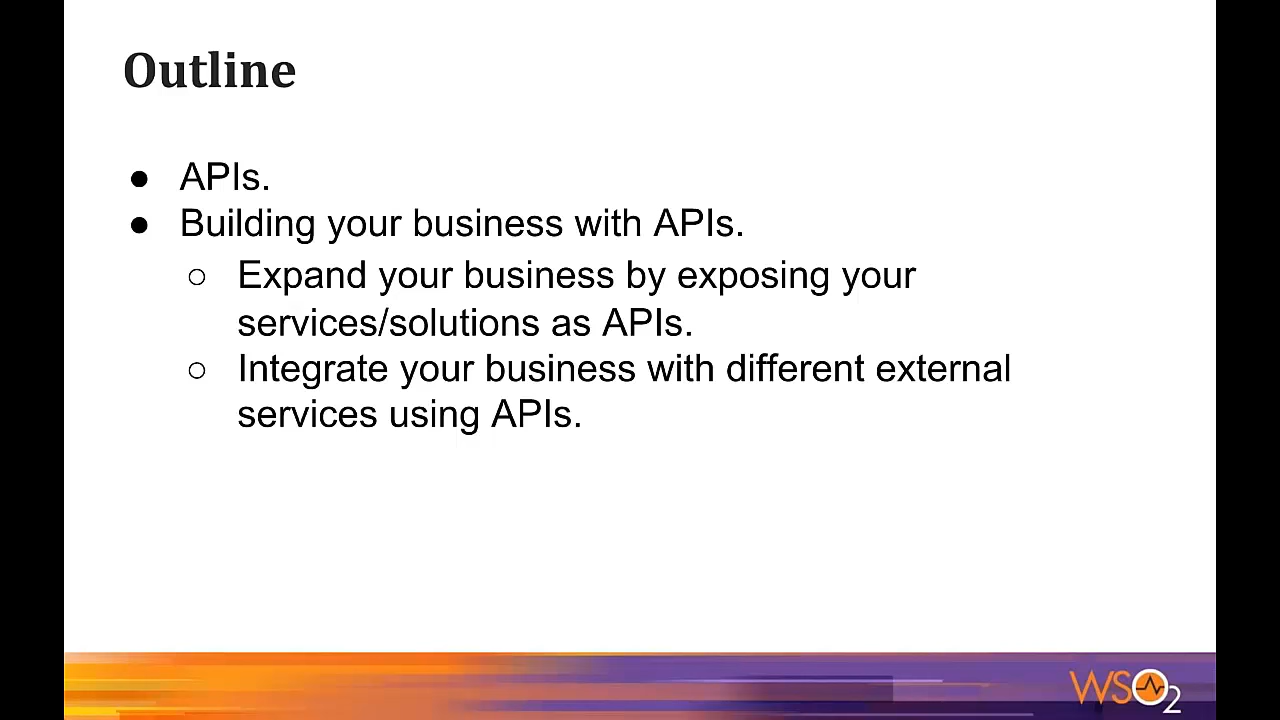 Outline
● APIs.
● Building your business with APIs.
○ Expand your business by exposing your
services/solutions as APIs.
○ Integrate your business with different external
services using APIs.
WSO2